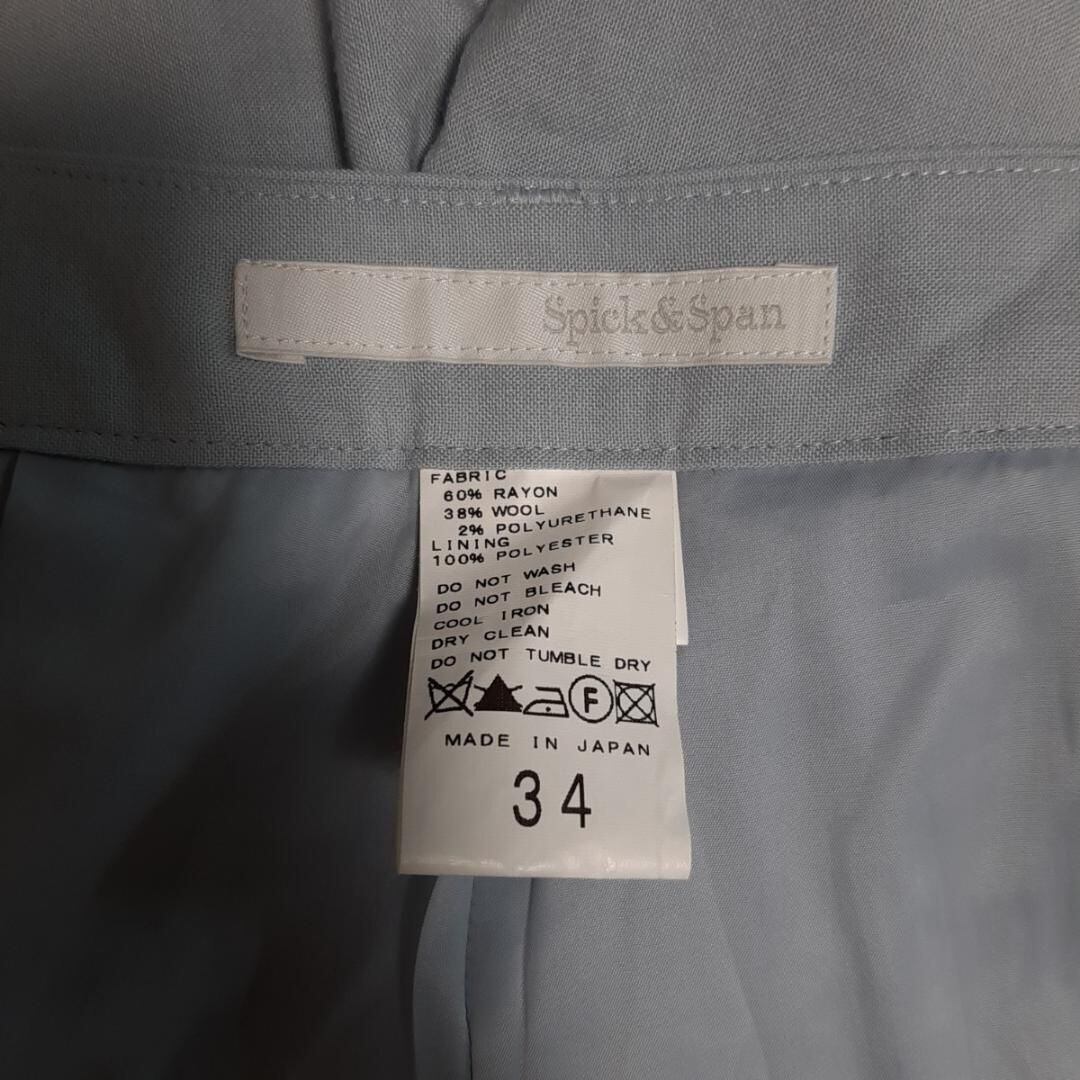 Spick&Span
FABRIC
60% RAYON
38% WOOL
2% POLYURETHANE
LINING
100% POLYESTER
DO NOT WASH
DO NOT BLEACH
COOL IRON
DRY CLEAN
DO NOT TUMBLE DRY
F
MADE IN JAPAN
34